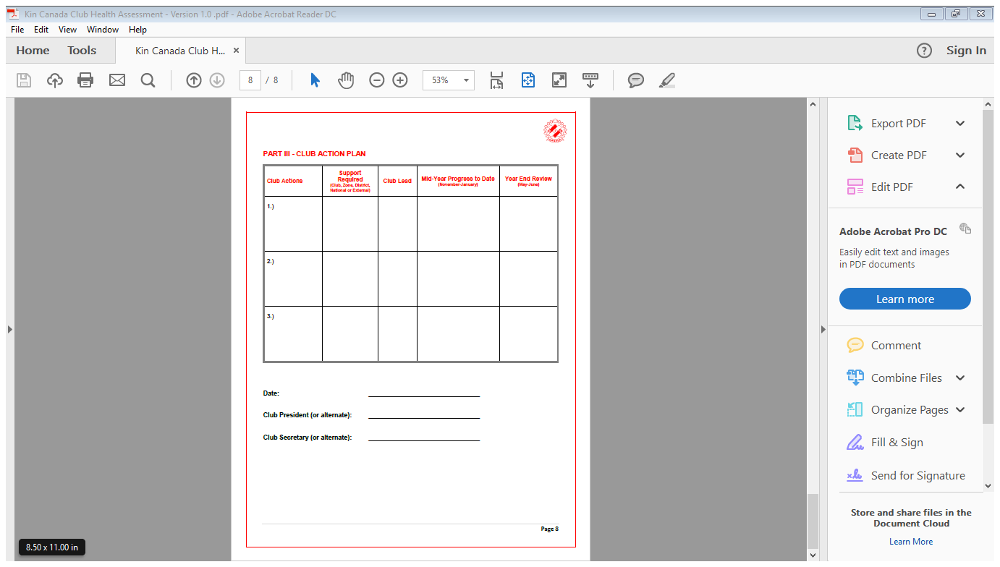 Kin Canada Club Health Assessment - Version 1.0 .pdf - Adobe Acrobat Reader DC
File Edit View Window Help
Home Tools Kin Canada Club H... × Sign In
8 / 8 53%
PART III - CLUB ACTION PLAN
Club Actions
Support
Required
(Club, Zone, District,
National or External)
Club Lead
Mid-Year Progress to Date
(November-January)
Year End Review
(May-June)
1.)
2.)
3.)
Date:
Club President (or alternate):
Club Secretary (or alternate):
Page 8
8.50 x 11.00 in
Export PDF
Create PDF
Edit PDF
Adobe Acrobat Pro DC
Easily edit text and images
in PDF documents
Learn more
Comment
Combine Files
Organize Pages
Fill & Sign
Send for Signature
Store and share files in the
Document Cloud
Learn More